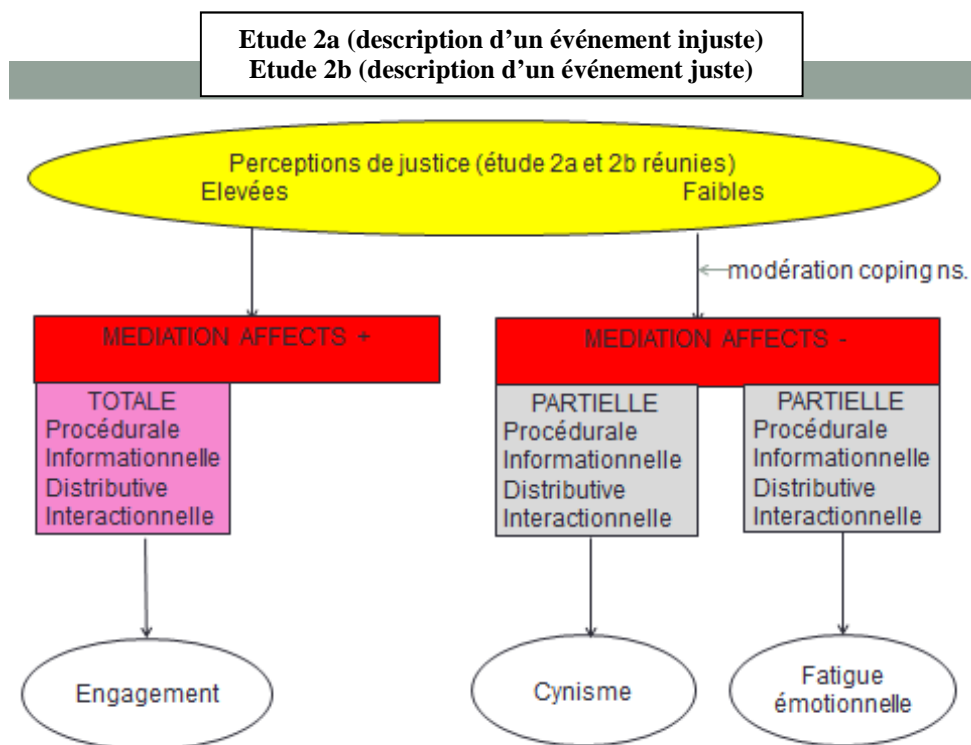 Etude 2a (description d'un événement injuste)
Etude 2b (description d'un événement juste)
Perceptions de justice (étude 2a et 2b réunies)
Elevées Faibles
modération coping ns.
MEDIATION AFFECTS +
MEDIATION AFFECTS -
TOTALE
Procédurale
Informationnelle
Distributive
Interactionnelle
PARTIELLE
Procédurale
Informationnelle
Distributive
Interactionnelle
PARTIELLE
Procédurale
Informationnelle
Distributive
Interactionnelle
Engagement
Cynisme
Fatigue
émotionnelle